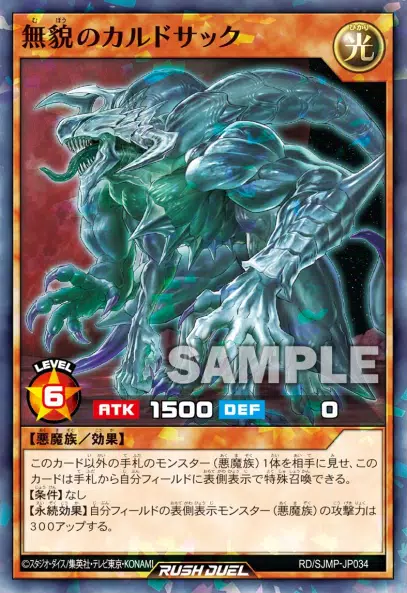 無貌のカルドサック
光
SAMPLE
LEVEL
6
ATK 1500 DEF 0
【悪魔族/効果】
このカード以外の手札のモンスター(悪魔族)1体を相手に見せ、この
カードは手札から自分フィールドに表側表示で特殊召喚できる。
【条件】なし
【永続効果】自分フィールドの表側表示モンスター(悪魔族)の攻撃力は
300アップする。
©スタジオ・ダイス/集英社・テレビ東京・KONAMI
RUSH DUEL
RD/SJMP-JP034